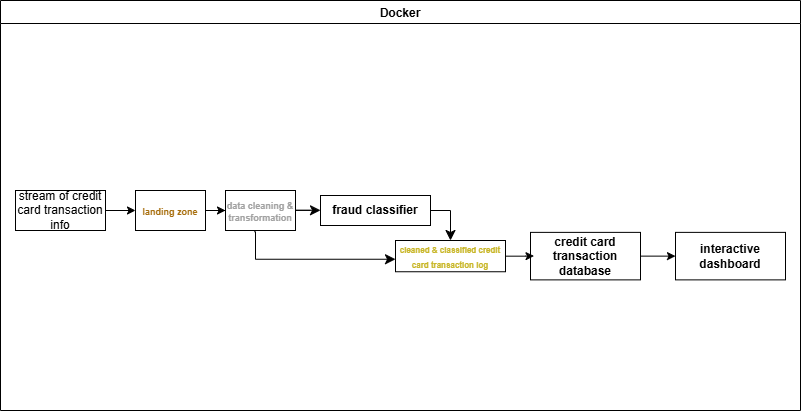 Docker
stream of credit
card transaction
info
landing zone
data cleaning &
transformation
fraud classifier
cleaned & classified credit
card transaction log
credit card
transaction
database
interactive
dashboard